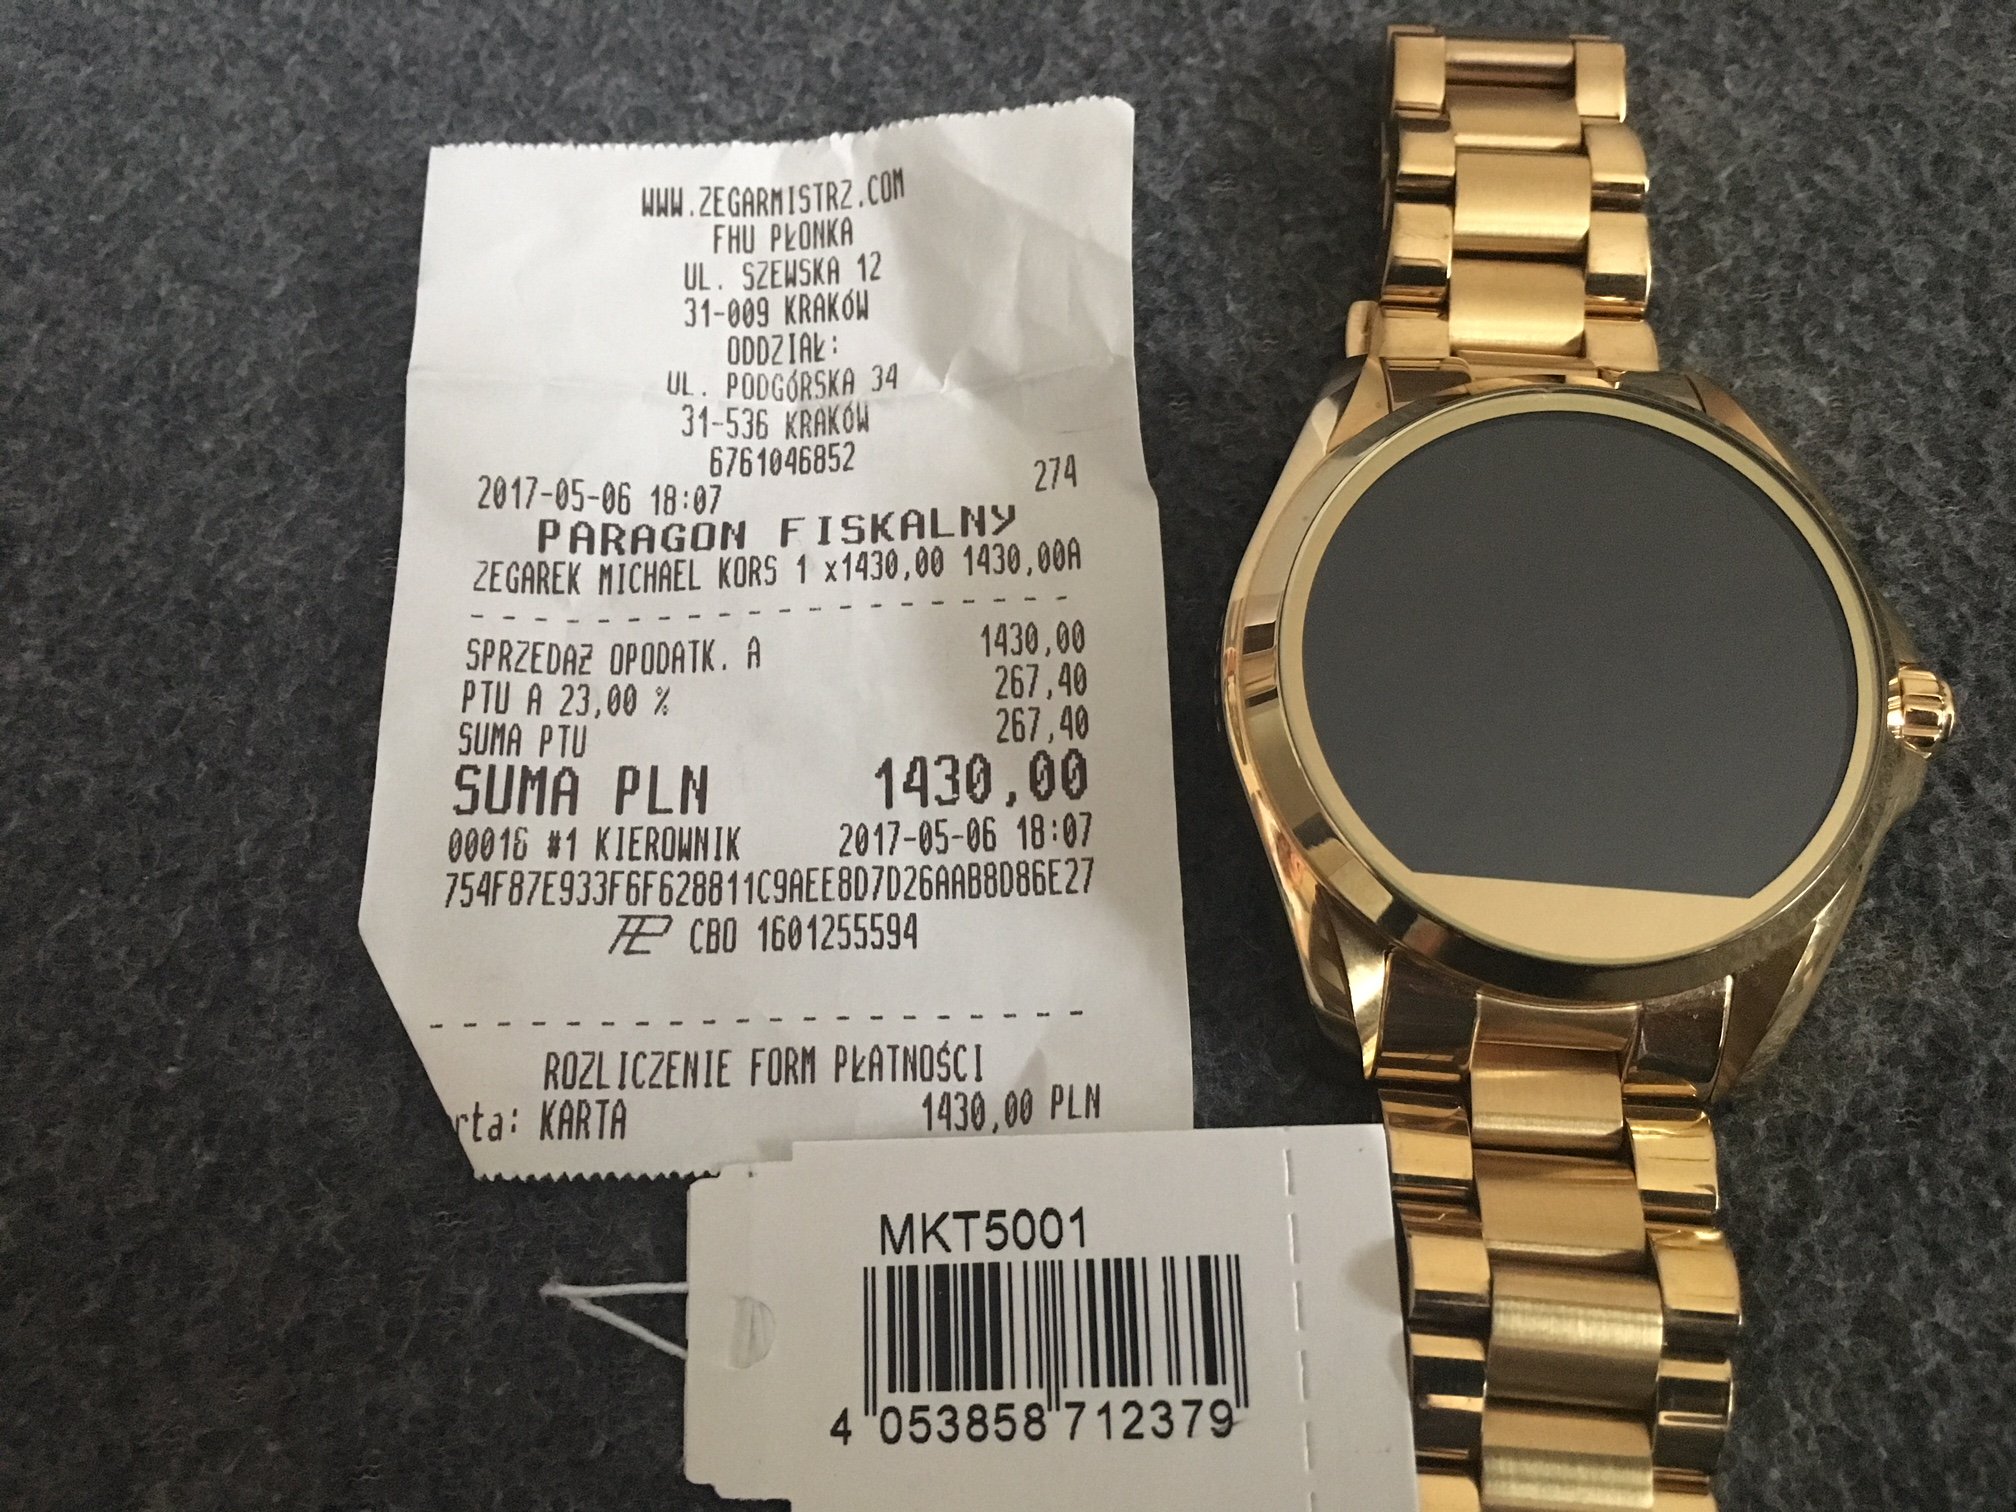 WWW.ZEGARMISTRZ.COM
FHU PŁONKA
UL. SZEWSKA 12
31-009 KRAKÓW
ODDZIAŁ:
UL. PODGÓRSKA 34
31-536 KRAKÓW
6761046852
2017-05-06 18:07 274
PARAGON FISKALNY
ZEGAREK MICHAEL KORS 1 x1430,00 1430,00A
SPRZEDAŻ OPODATK. A 1430,00
PTU A 23,00 % 267,40
SUMA PTU 267,40
SUMA PLN 1430,00
00016 #1 KIEROWNIK 2017-05-06 18:07
754F87E933F6F628811C9AEE8D7D26AAB8D86E27
CBO 1601255594
ROZLICZENIE FORM PŁATNOŚCI
rta: KARTA 1430,00 PLN
MKT5001
4 053858 712379